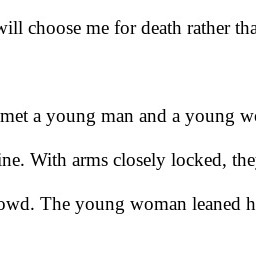 will choose me for death rather tha
met a young man and a young w
ine. With arms closely locked, the
owd. The young woman leaned h